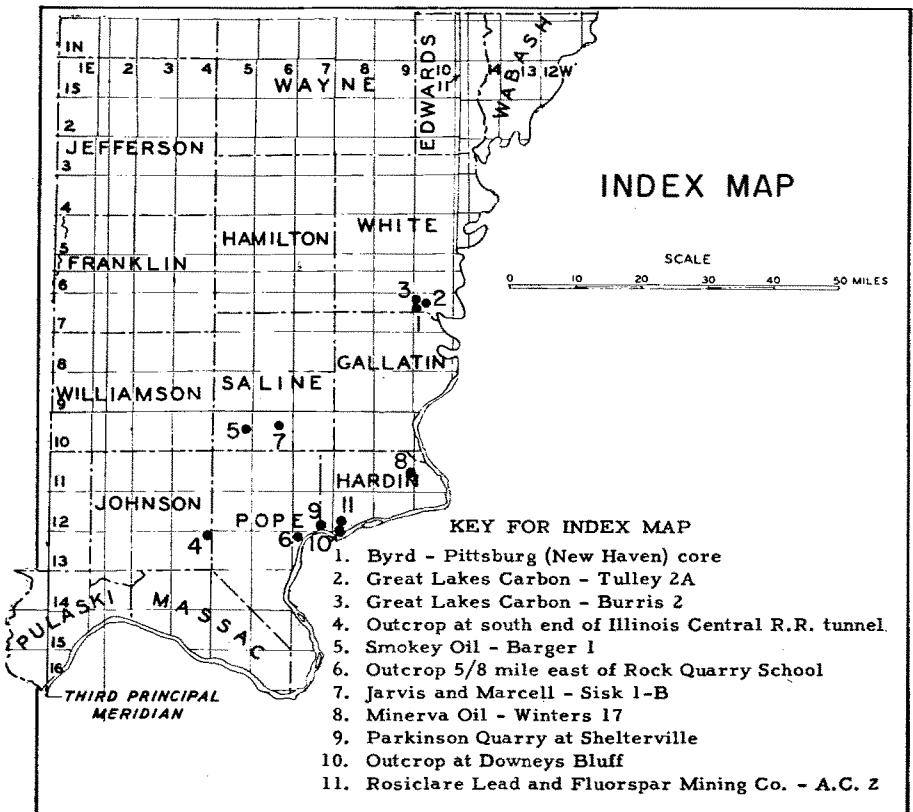 INDEX MAP
SCALE
0 10 20 30 40 50 MILES
1N
1E 2 3 4 5 6 7 8 9 10 11 14 13 12W
1S
2
3
4
5
6
7
8
9
10
11
12
13
14
15
16
WAYNE
EDWARDS
WABASH
JEFFERSON
HAMILTON
WHITE
FRANKLIN
3 2
1
GALLATIN
WILLIAMSON
SALINE
5 7
8
HARDIN
JOHNSON
POPE
9 11
4 6 10
PULASKI
MASSAC
THIRD PRINCIPAL
MERIDIAN
KEY FOR INDEX MAP
1. Byrd - Pittsburg (New Haven) core
2. Great Lakes Carbon - Tulley 2A
3. Great Lakes Carbon - Burris 2
4. Outcrop at south end of Illinois Central R.R. tunnel
5. Smokey Oil - Barger 1
6. Outcrop 5/8 mile east of Rock Quarry School
7. Jarvis and Marcell - Sisk 1-B
8. Minerva Oil - Winters 17
9. Parkinson Quarry at Shelterville
10. Outcrop at Downeys Bluff
11. Rosiclare Lead and Fluorspar Mining Co. - A.C. 2